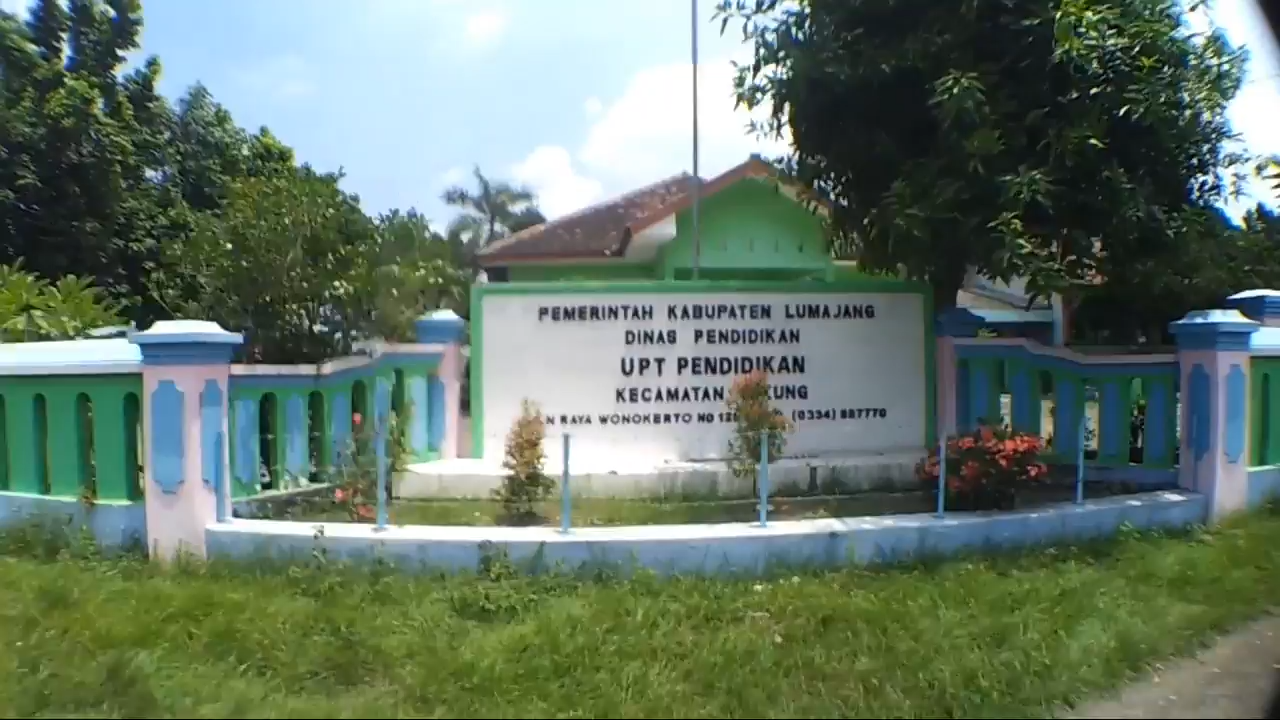 PEMERINTAH KABUPATEN LUMAJANG
DINAS PENDIDIKAN
UPT PENDIDIKAN
KECAMATAN
RAYA WONOKERTO NO (0334) 887770